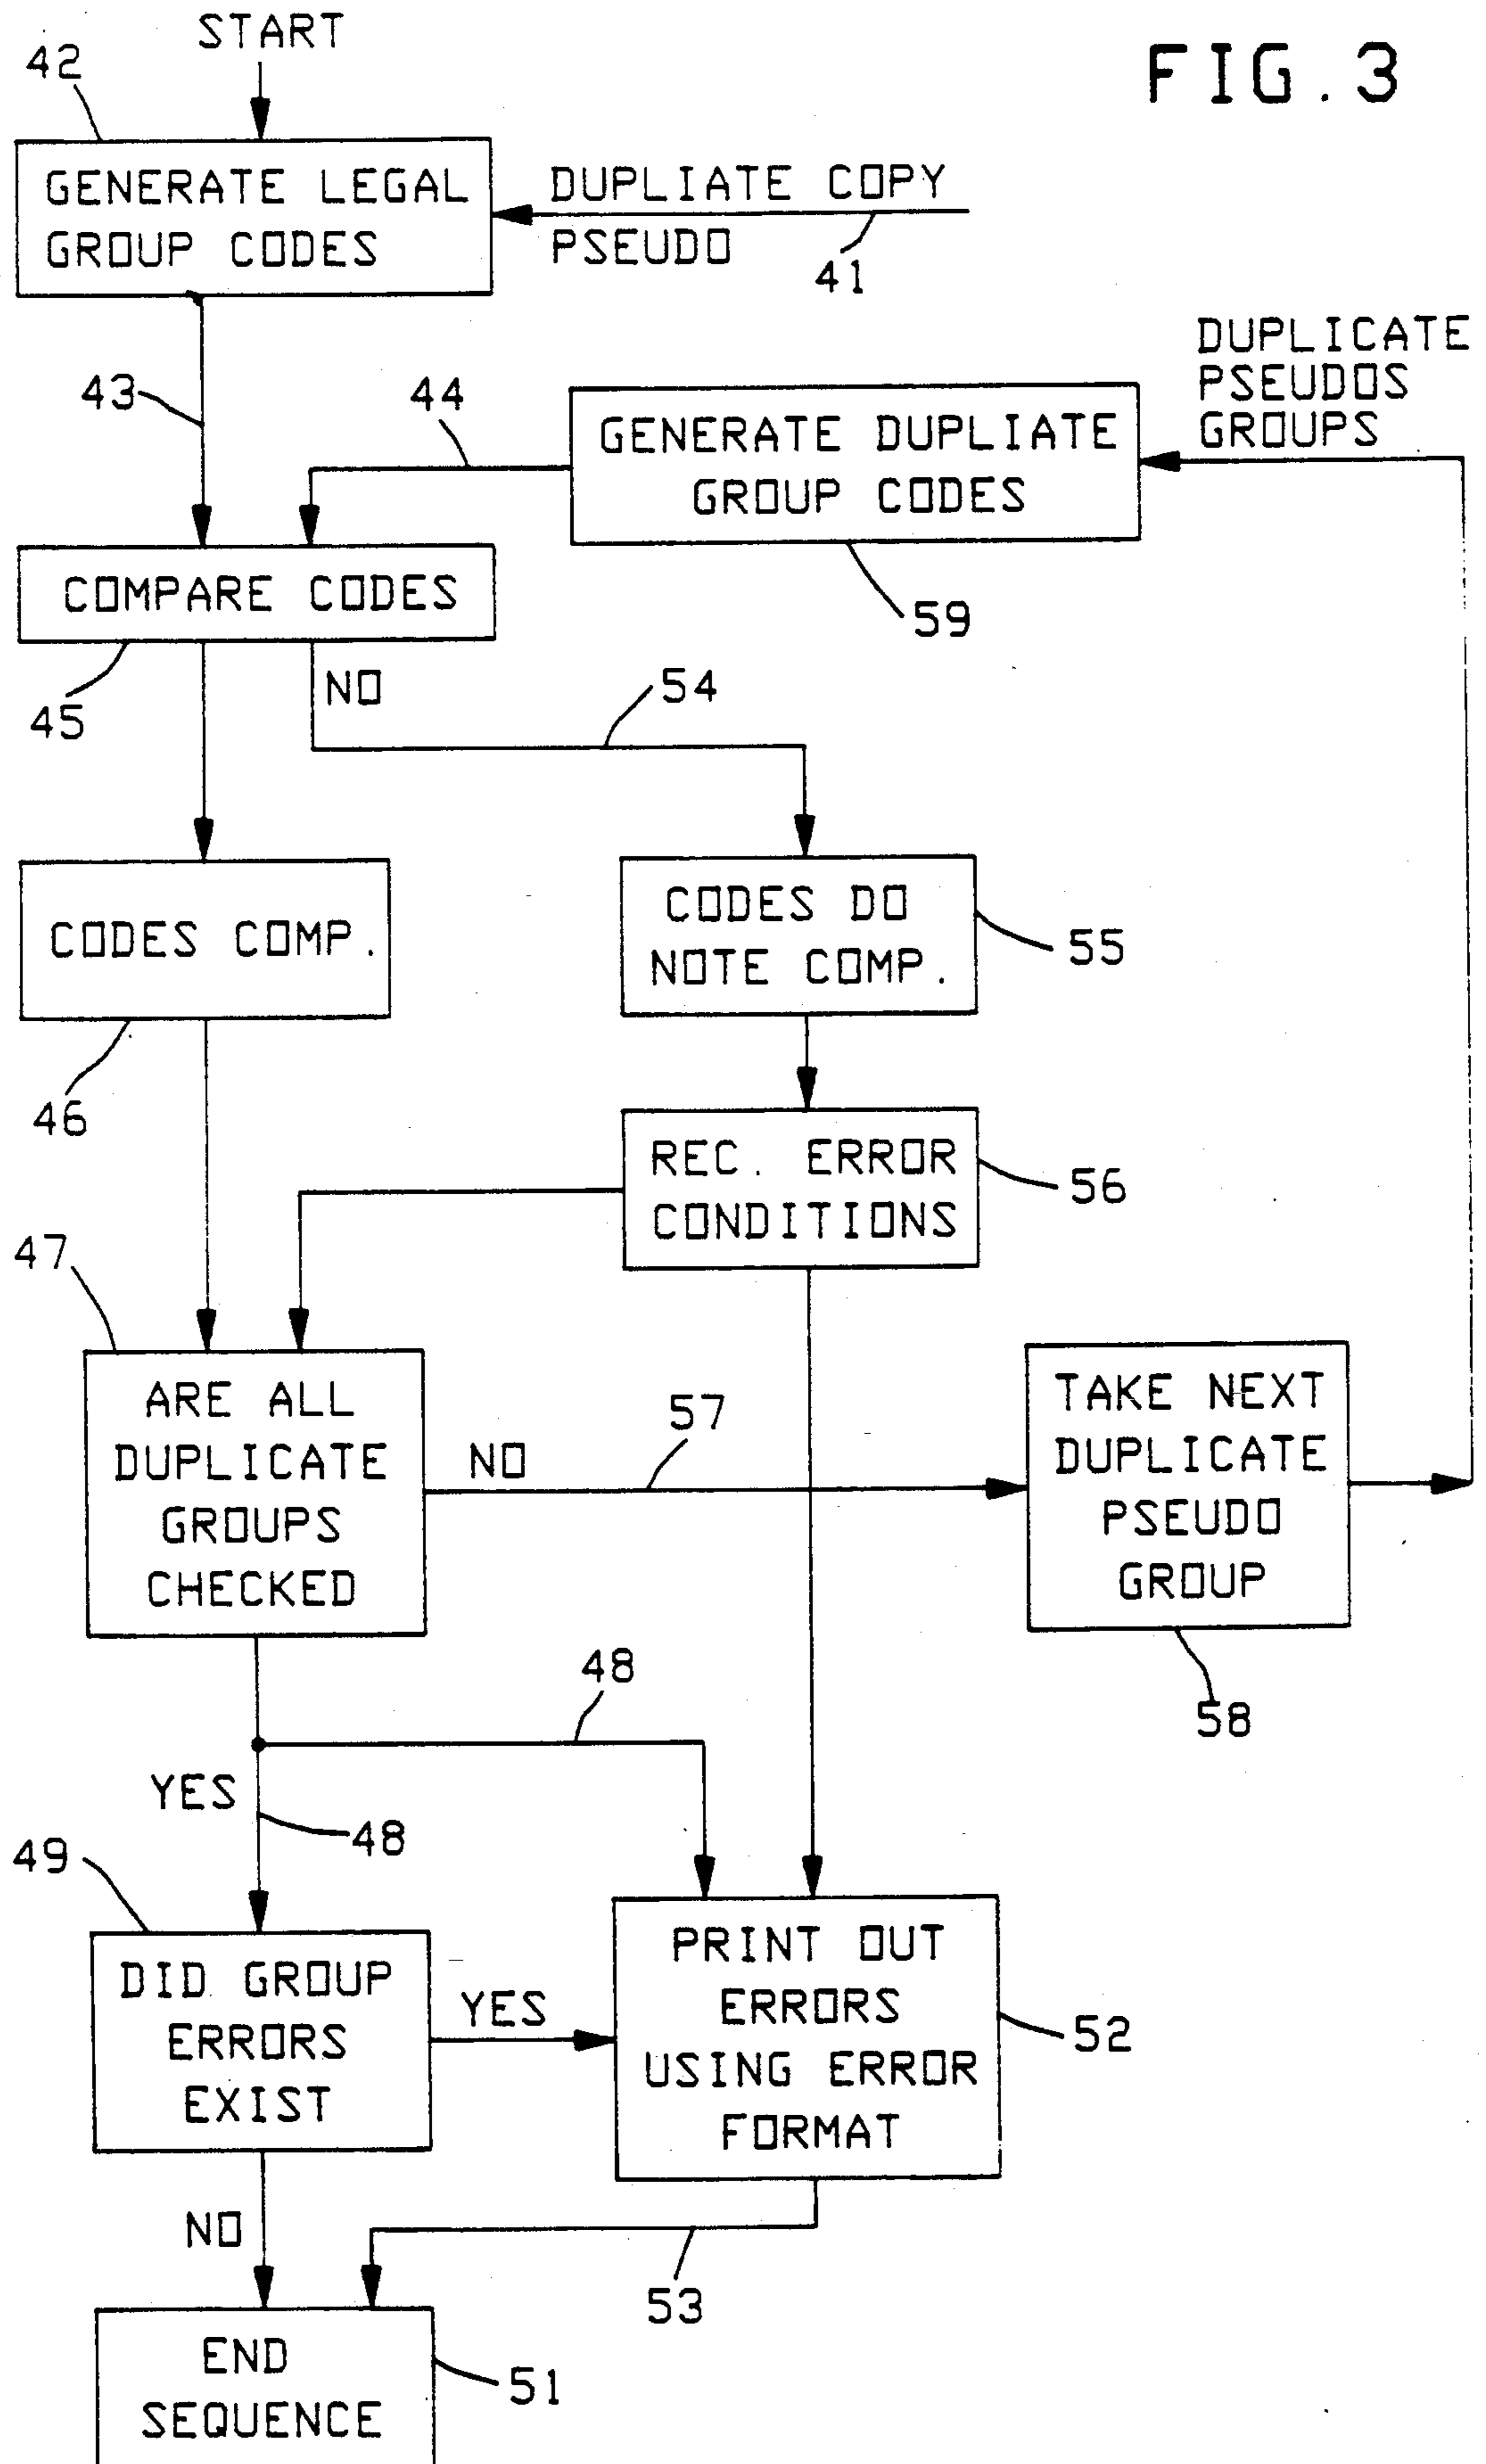 START
FIG.3
42
GENERATE LEGAL
GROUP CODES
DUPLIATE COPY
PSEUDO
41
DUPLICATE
PSEUDOS
GROUPS
43
44
GENERATE DUPLIATE
GROUP CODES
59
COMPARE CODES
45
NO
54
CODES COMP.
46
CODES DO
NOTE COMP.
55
REC. ERROR
CONDITIONS
56
47
ARE ALL
DUPLICATE
GROUPS
CHECKED
NO
57
TAKE NEXT
DUPLICATE
PSEUDO
GROUP
58
48
YES
48
49
DID GROUP
ERRORS
EXIST
YES
PRINT OUT
ERRORS
USING ERROR
FORMAT
52
NO
53
END
SEQUENCE
51